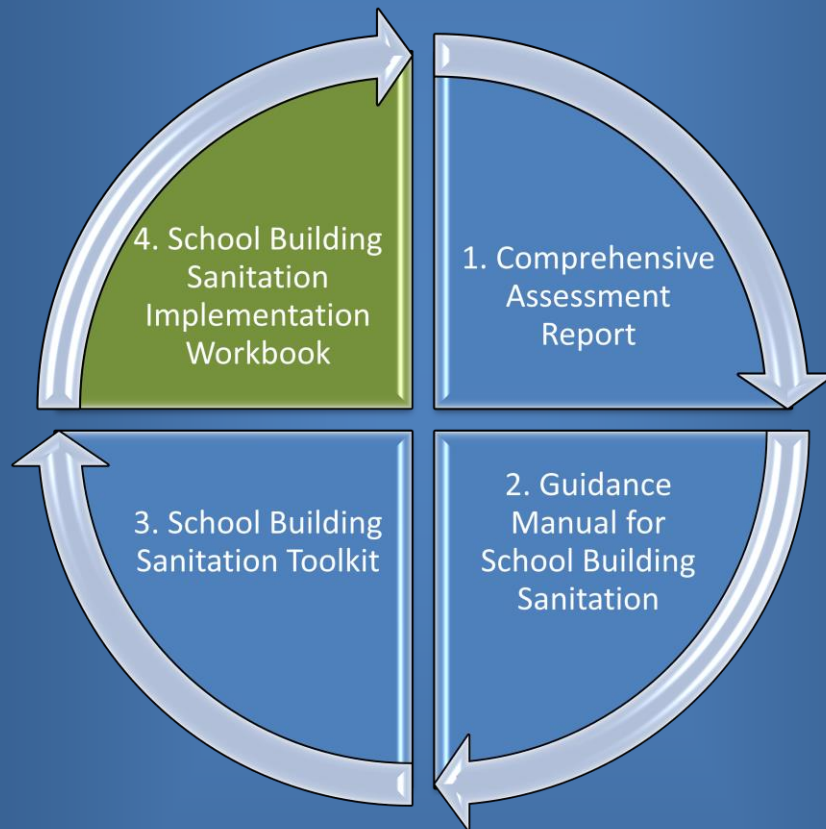 1. Comprehensive
Assessment
Report
2. Guidance
Manual for
School Building
Sanitation
3. School Building
Sanitation Toolkit
4. School Building
Sanitation
Implementation
Workbook